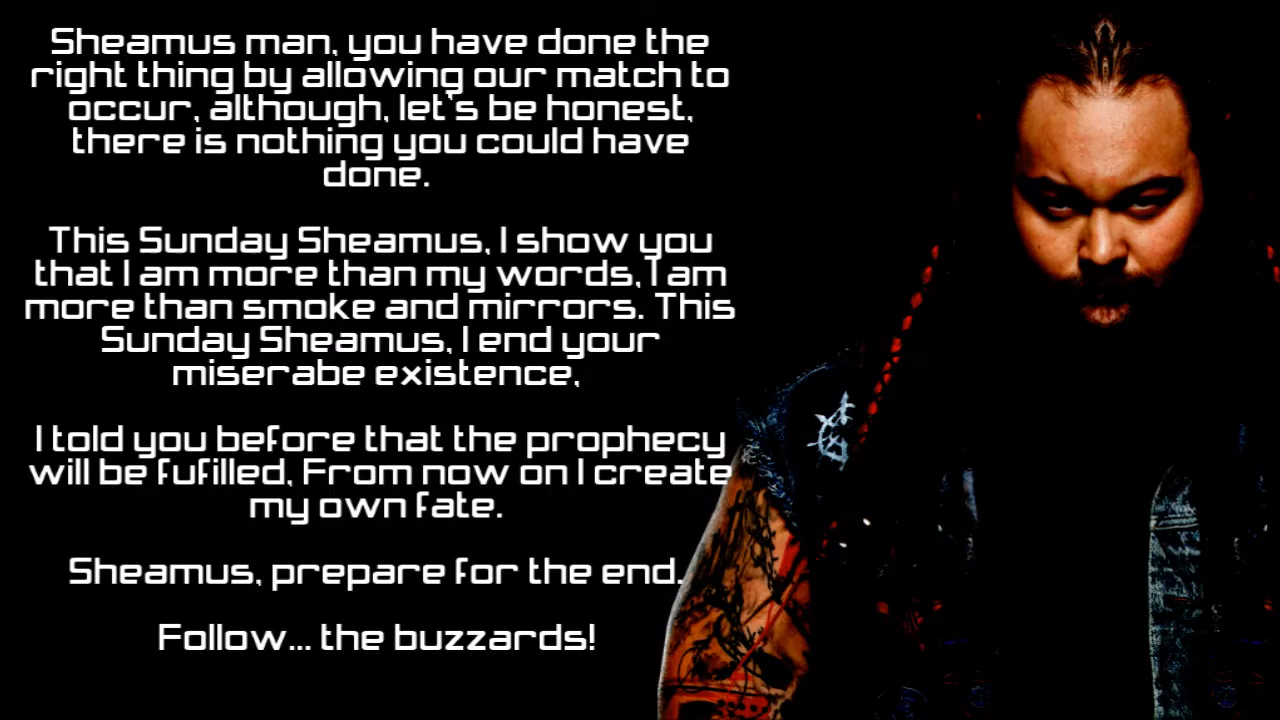 Sheamus man, you have done the
right thing by allowing our match to
occur, although, let's be honest,
there is nothing you could have
done.
This Sunday Sheamus, I show you
that I am more than my words, I am
more than smoke and mirrors. This
Sunday Sheamus, I end your
miserabe existence,
I told you before that the prophecy
will be fufilled, From now on I create
my own fate.
Sheamus, prepare for the end.
Follow... the buzzards!